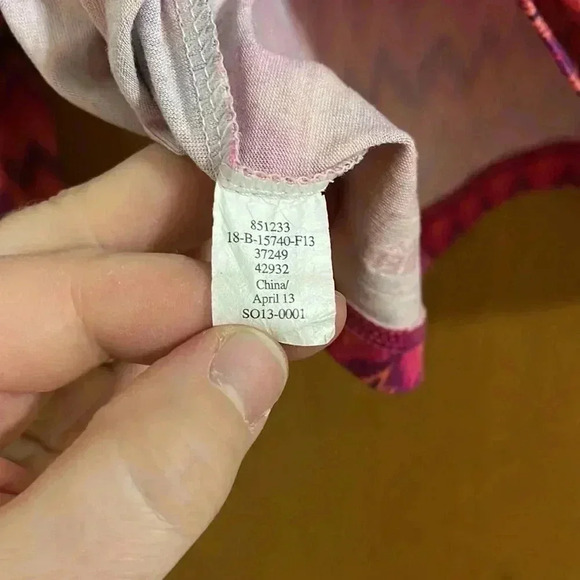 851233
18-B-15740-F13
37249
42932
China/
April 13
SO13-0001